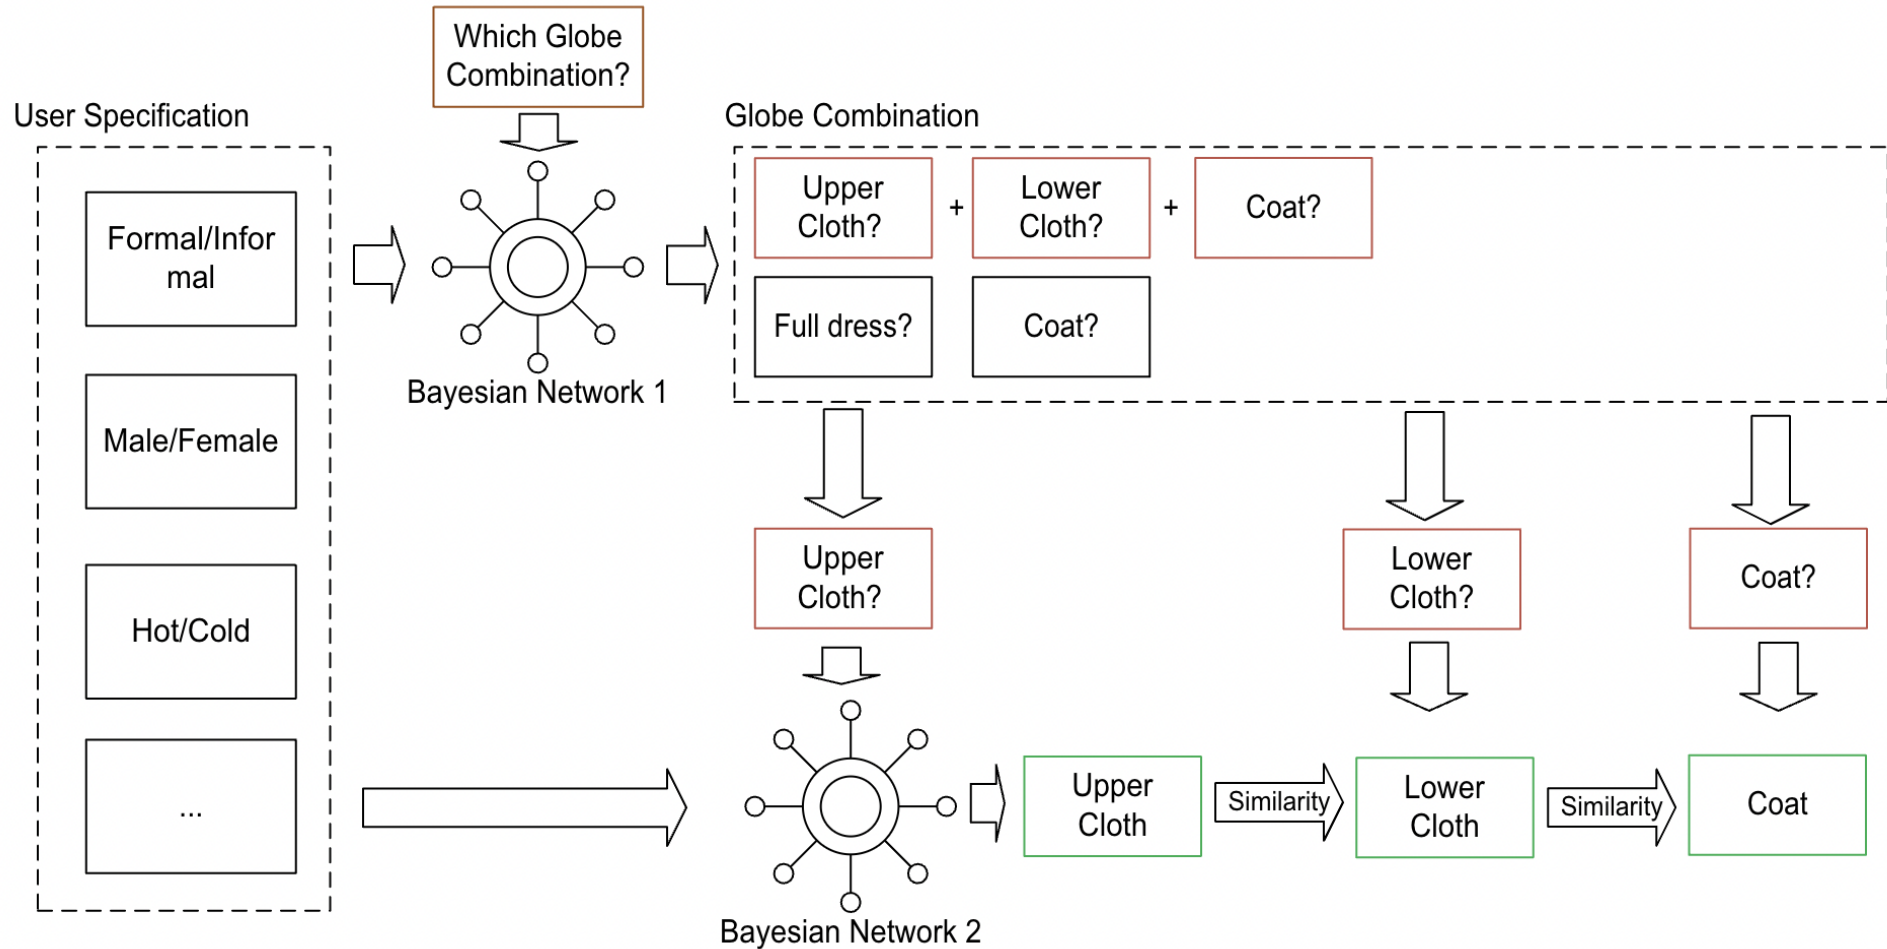 Which Globe
Combination?
User Specification
Globe Combination
Formal/Infor
mal
Male/Female
Hot/Cold
...
Bayesian Network 1
Upper
Cloth?
+
Lower
Cloth?
+
Coat?
Full dress?
Coat?
Upper
Cloth?
Lower
Cloth?
Coat?
Bayesian Network 2
Upper
Cloth
Similarity
Lower
Cloth
Similarity
Coat